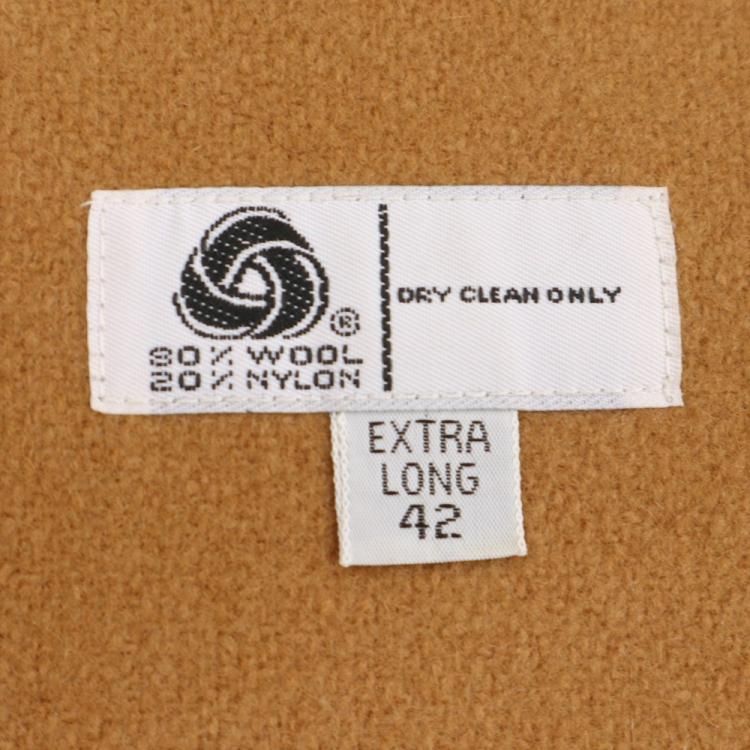 ®
80% WOOL
20% NYLON
DRY CLEAN ONLY
EXTRA
LONG
42